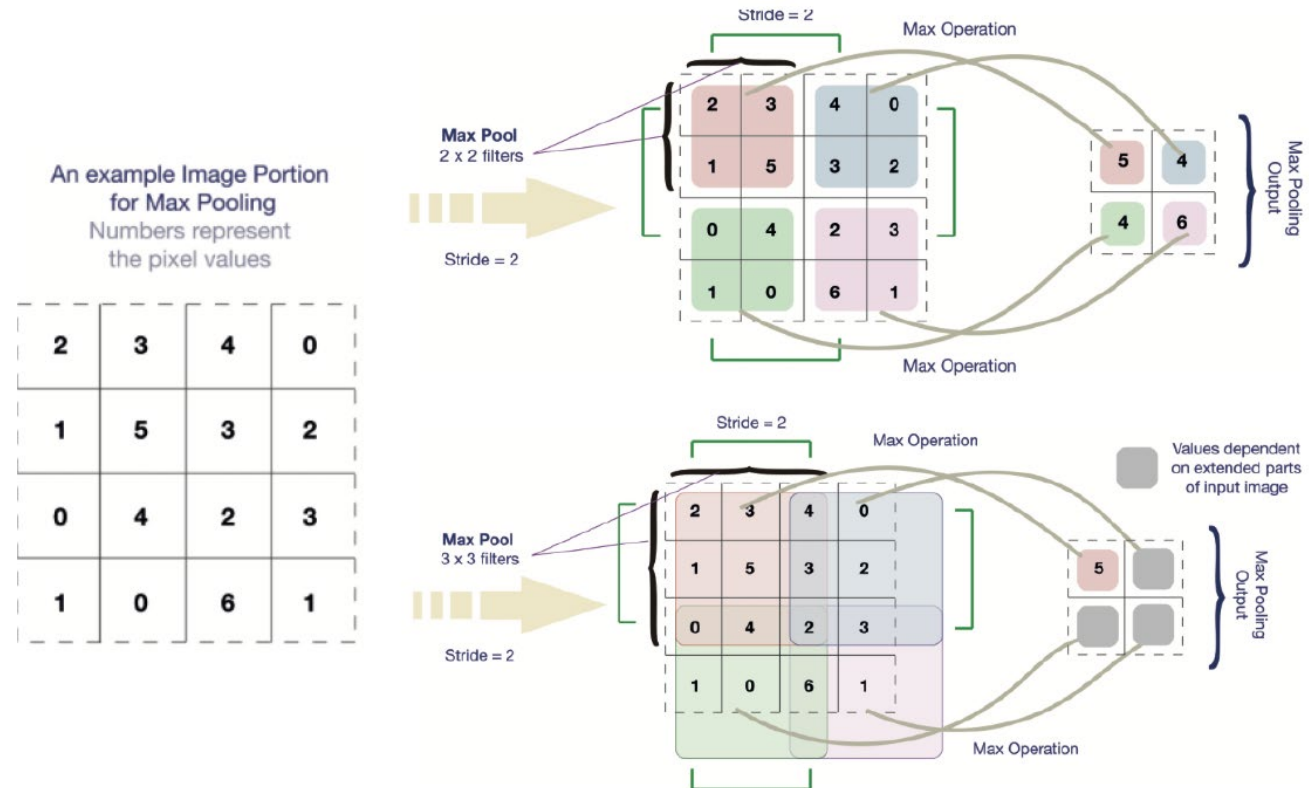 An example Image Portion
for Max Pooling
Numbers represent
the pixel values
2 3 4 0
1 5 3 2
0 4 2 3
1 0 6 1
Stride = 2
Max Operation
Max Pool
2 x 2 filters
Stride = 2
2 3 4 0
1 5 3 2
0 4 2 3
1 0 6 1
5 4
4 6
Max Pooling
Output
Max Operation
Stride = 2
Max Operation
Max Pool
3 x 3 filters
Stride = 2
2 3 4 0
1 5 3 2
0 4 2 3
1 0 6 1
Values dependent
on extended parts
of input image
5
Max Pooling
Output
Max Operation